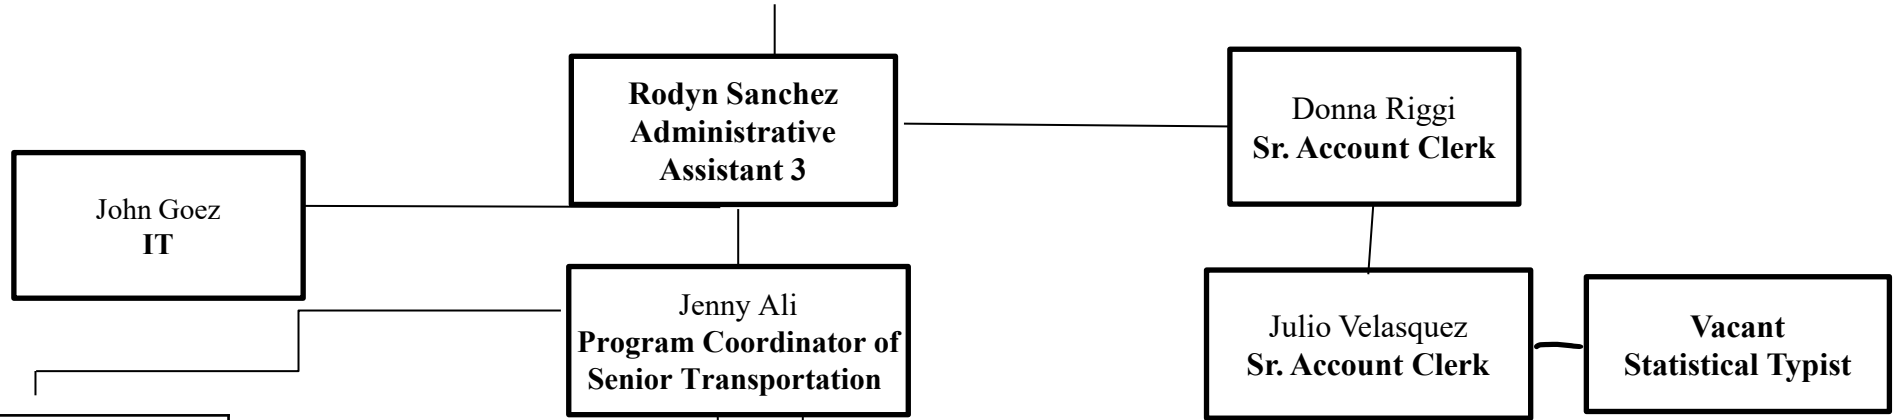 Rodyn Sanchez
Administrative
Assistant 3
Donna Riggi
Sr. Account Clerk
John Goez
IT
Jenny Ali
Program Coordinator of
Senior Transportation
Julio Velasquez
Sr. Account Clerk
Vacant
Statistical Typist